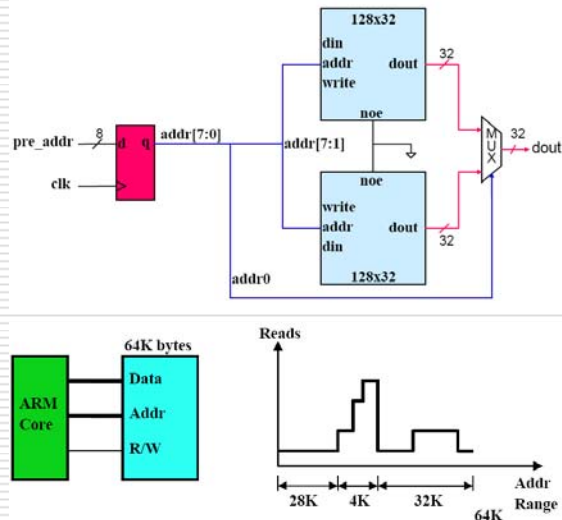 128x32
din
addr
write
dout
32
noe
pre_addr
8
d
q
addr[7:0]
addr[7:1]
clk
MUX
32
dout
noe
write
addr
din
dout
32
128x32
addr0
64K bytes
ARM
Core
Data
Addr
R/W
Reads
28K
4K
32K
64K
Addr
Range